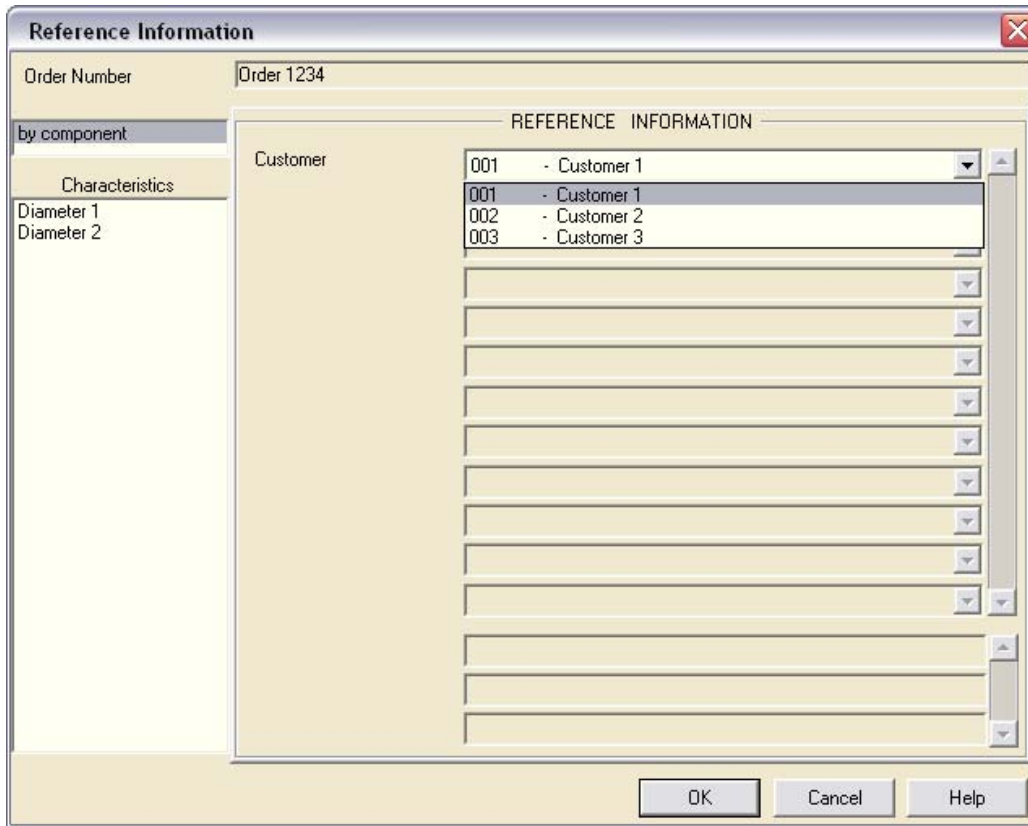 Reference Information
Order Number Order 1234
by component
REFERENCE INFORMATION
Customer 001 - Customer 1
001 - Customer 1
002 - Customer 2
003 - Customer 3
Characteristics
Diameter 1
Diameter 2
OK Cancel Help